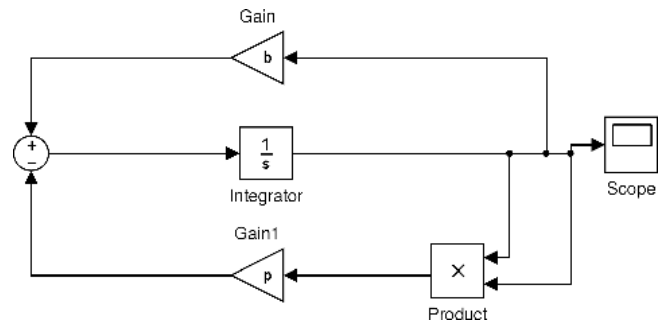 Gain
b
+
−
1
s
Integrator
Scope
Gain1
p
×
Product